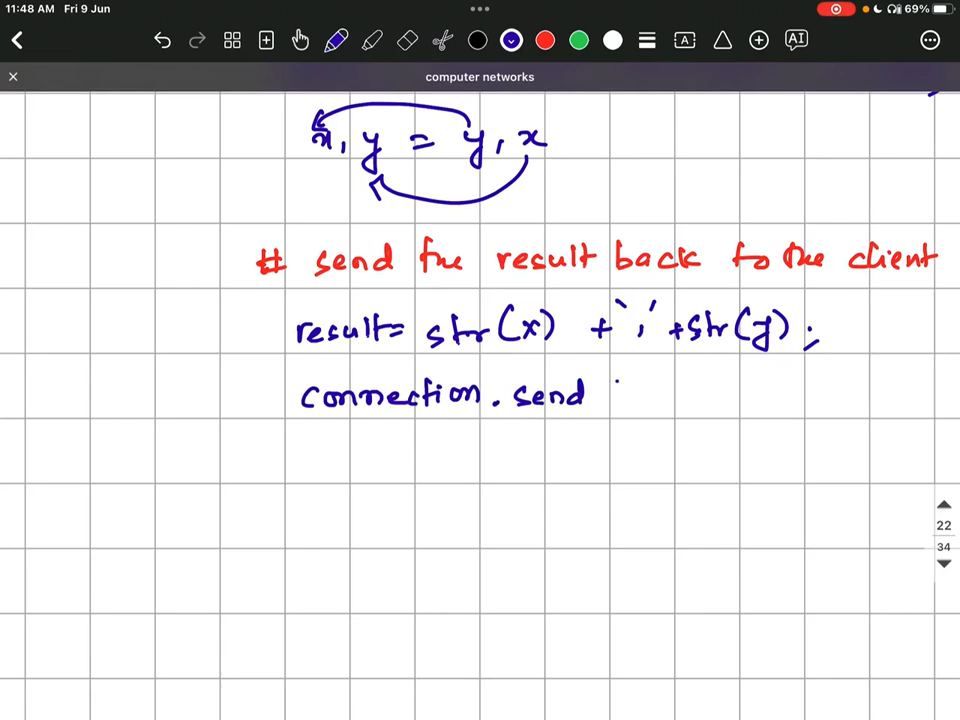 11:48 AM Fri 9 Jun
69%
A
AI
computer networks
x, y = y, x
# send the result back to the client
result= str(x) + `,' +str(y);
connection. send
22
34